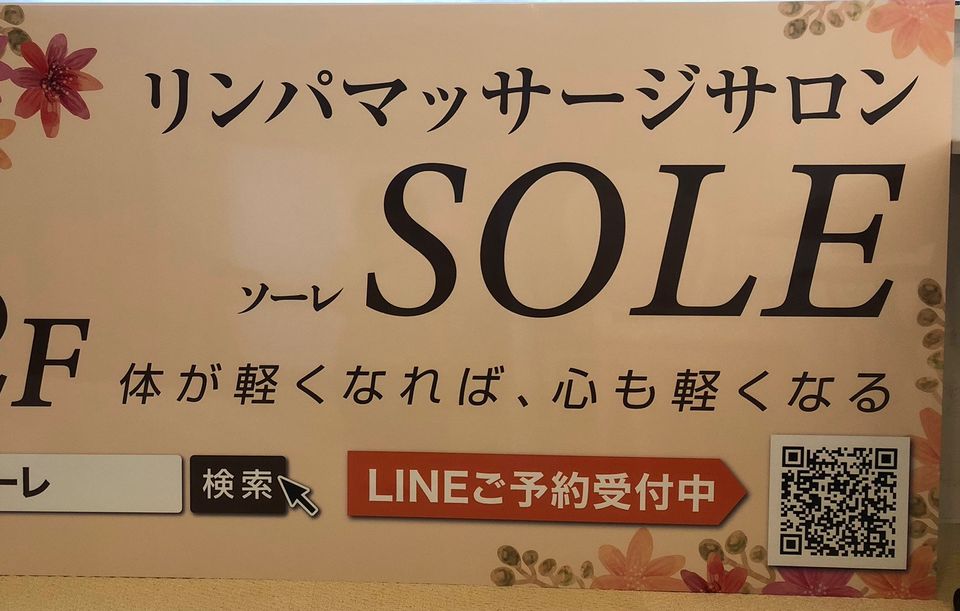 リンパマッサージサロン
ソーレ SOLE
2F 体が軽くなれば、心も軽くなる
ーレ 検索 LINEご予約受付中